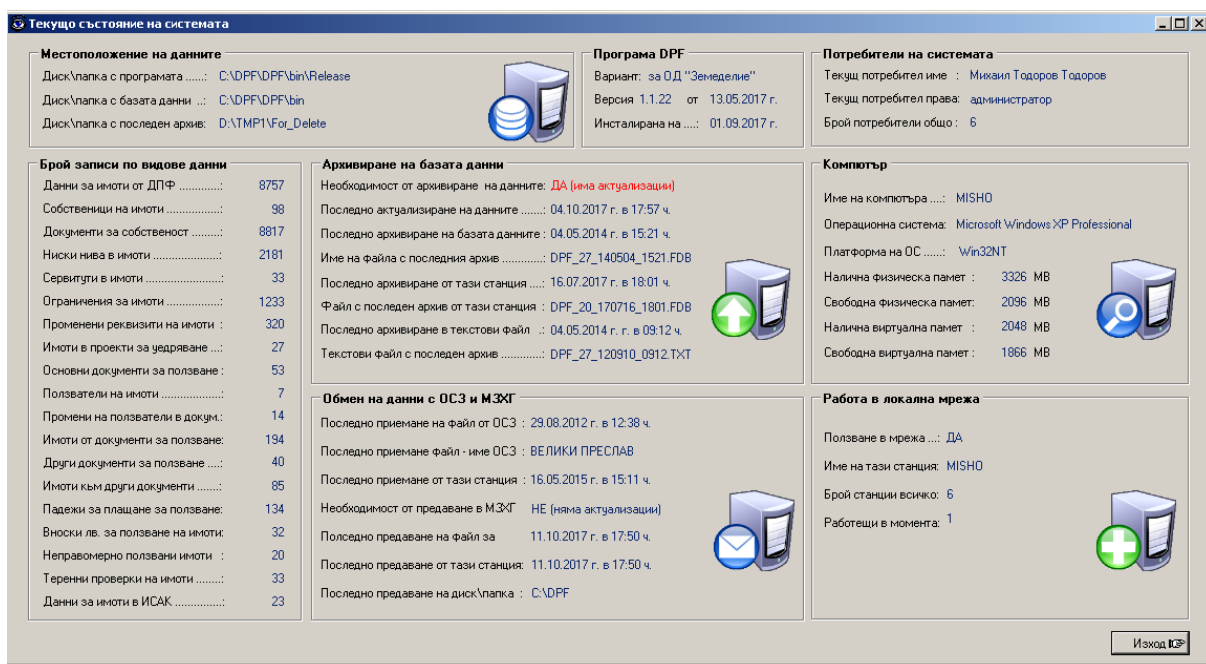 Текущо състояние на системата
Местоположение на данните
Диск\папка с програмата ......: C:\DPF\DPF\bin\Release
Диск\папка с базата данни ..: C:\DPF\DPF\bin
Диск\папка с последен архив: D:\TMP1\For_Delete
Програма DPF
Вариант: за ОД "Земеделие"
Версия 1.1.22 от 13.05.2017 г.
Инсталирана на ....: 01.09.2017 г.
Потребители на системата
Текущ потребител име : Михаил Тодоров Тодоров
Текущ потребител права: администратор
Брой потребители общо : 6
Брой записи по видове данни
Данни за имоти от ДПФ ............: 8757
Собственици на имоти ................: 98
Документи за собственост .........: 8817
Ниски нива в имоти ...................: 2181
Сервитути в имоти ....................: 33
Ограничения за имоти ................: 1233
Променени реквизити на имоти : 320
Имоти в проекти за уедряване ...: 27
Основни документи за ползване : 53
Ползватели на имоти ..................: 7
Промени на ползватели в докум.: 14
Имоти от документи за ползване: 194
Други документи за ползване ....: 40
Имоти към други документи .......: 85
Падежи за плащане за ползване: 134
Вноски лв. за ползване на имоти: 32
Неправомерно ползвани имоти : 20
Теренни проверки на имоти ........: 33
Данни за имоти в ИСАК ..............: 23
Архивиране на базата данни
Необходимост от архивиране на данните: ДА (има актуализации)
Последно актуализиране на данните .......: 04.10.2017 г. в 17:57 ч.
Последно архивиране на базата данните : 04.05.2014 г. в 15:21 ч.
Име на файла с последния архив ............: DPF_27_140504_1521.FDB
Последно архивиране от тази станция ....: 16.07.2017 г. в 18:01 ч.
Файл с последен архив от тази станция : DPF_20_170716_1801.FDB
Последно архивиране в текстови файл .: 04.05.2014 г. г. в 09:12 ч.
Текстови файл с последен архив ............: DPF_27_120910_0912.TXT
Компютър
Име на компютъра ....: MISHO
Операционна система: Microsoft Windows XP Professional
Платформа на ОС .....: Win32NT
Налична физическа памет : 3326 MB
Свободна физическа памет: 2096 MB
Налична виртуална памет : 2048 MB
Свободна виртуална памет : 1866 MB
Обмен на данни с ОСЗ и МЗХГ
Последно приемане на файл от ОСЗ : 29.08.2012 г. в 12:38 ч.
Последно приемане файл - име ОСЗ : ВЕЛИКИ ПРЕСЛАВ
Последно приемане от тази станция : 16.05.2015 г. в 15:11 ч.
Необходимост от предаване в МЗХГ НЕ (няма актуализации)
Полседно предаване на файл за 11.10.2017 г. в 17:50 ч.
Последно предаване от тази станция: 11.10.2017 г. в 17:50 ч.
Последно предаване на диск\папка : C:\DPF
Работа в локална мрежа
Ползване в мрежа ...: ДА
Име на тази станция: MISHO
Брой станции всичко: 6
Работещи в момента: 1
Изход